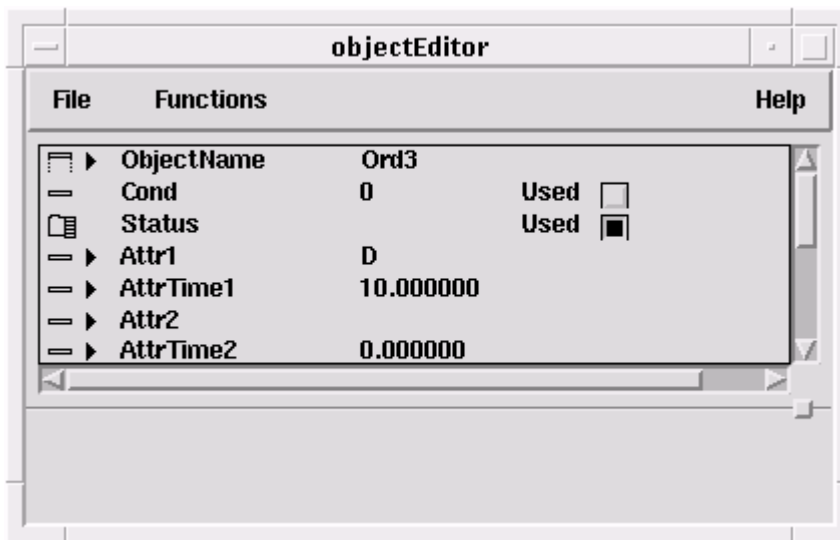 objectEditor
File Functions Help
ObjectName Ord3
Cond 0 Used
Status Used
Attr1 D
AttrTime1 10.000000
Attr2
AttrTime2 0.000000